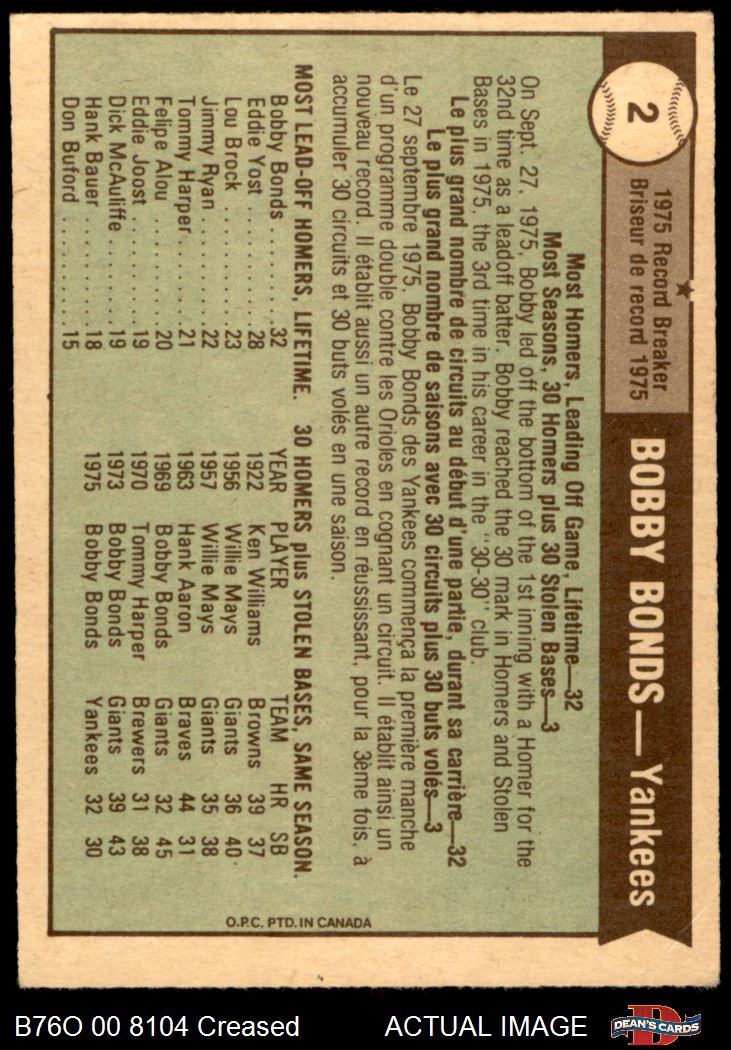 2
1975 Record Breaker
Briseur de record 1975
BOBBY BONDS—Yankees
Most Homers, Leading Off Game, Lifetime—32
Most Seasons, 30 Homers plus 30 Stolen Bases—3
On Sept. 27, 1975, Bobby led off the bottom of the 1st inning with a Homer for the
32nd time as a leadoff batter. Bobby reached the 30 mark in Homers and Stolen
Bases in 1975, the 3rd time in his career in the "30-30" club.
Le plus grand nombre de circuits au début d'une partie, durant sa carrière—32
Le plus grand nombre de saisons avec 30 circuits plus 30 buts volés—3
Le 27 septembre 1975, Bobby Bonds des Yankees commença la première manche
d'un programme double contre les Orioles en cognant un circuit. Il établit ainsi un
nouveau record. Il établit aussi un autre record en réussissant, pour la 3ème fois, à
accumuler 30 circuits et 30 buts volés en une saison.
MOST LEAD-OFF HOMERS, LIFETIME.
Bobby Bonds ........ 32
Eddie Yost ......... 28
Lou Brock .......... 23
Jimmy Ryan ......... 22
Tommy Harper ....... 21
Felipe Alou ........ 20
Eddie Joost ........ 19
Dick McAuliffe ..... 19
Hank Bauer ......... 18
Don Buford ......... 15
30 HOMERS plus STOLEN BASES, SAME SEASON.
YEAR PLAYER TEAM HR SB
1922 Ken Williams Browns 39 37
1956 Willie Mays Giants 36 40
1957 Willie Mays Giants 35 38
1963 Hank Aaron Braves 44 31
1969 Bobby Bonds Giants 32 45
1970 Tommy Harper Brewers 31 38
1973 Bobby Bonds Giants 39 43
1975 Bobby Bonds Yankees 32 30
O.P.C. PTD. IN CANADA
B76O 00 8104 Creased
ACTUAL IMAGE
D
DEAN'S CARDS